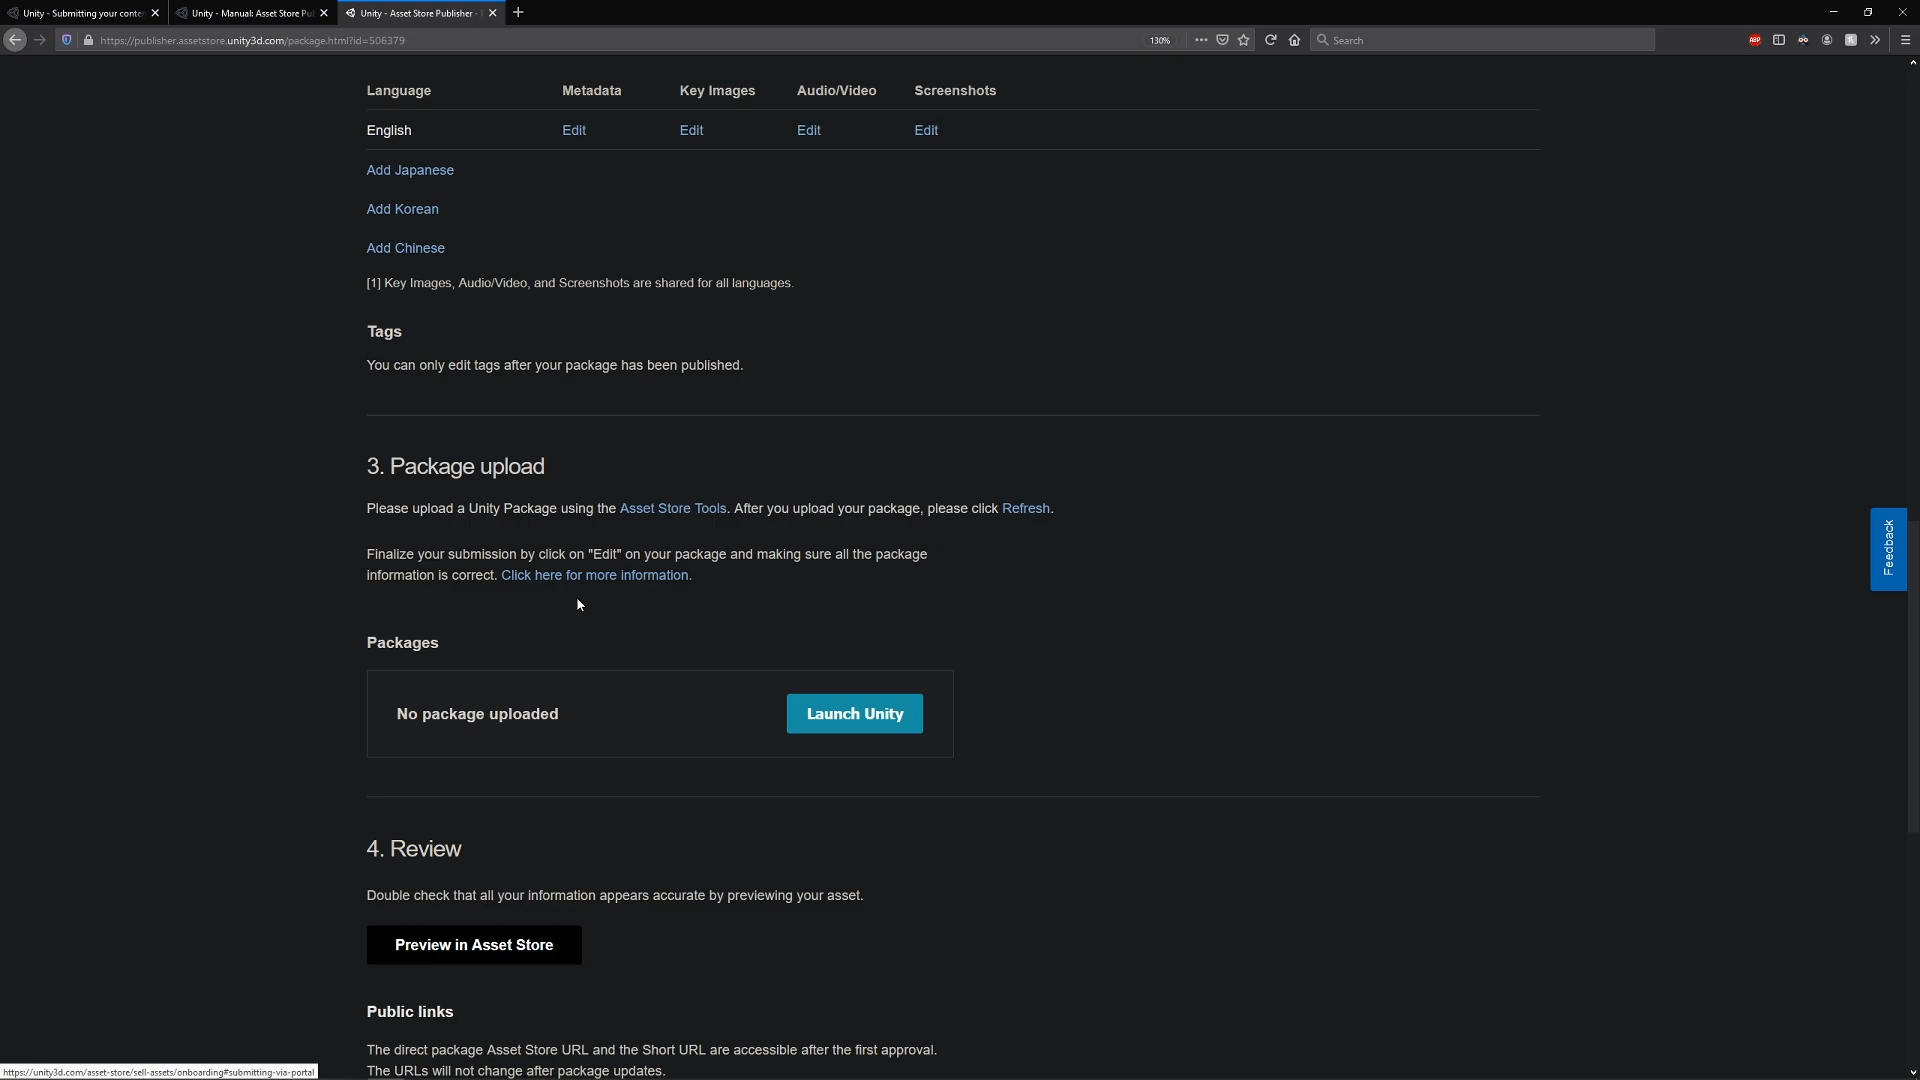 Unity - Submitting your conte
Unity - Manual: Asset Store Pu
Unity - Asset Store Publisher -
https://publisher.assetstore.unity3d.com/package.html?id=506379
130%
Search
ABP
Language Metadata Key Images Audio/Video Screenshots
English Edit Edit Edit Edit
Add Japanese
Add Korean
Add Chinese
[1] Key Images, Audio/Video, and Screenshots are shared for all languages.
Tags
You can only edit tags after your package has been published.
3. Package upload
Please upload a Unity Package using the Asset Store Tools. After you upload your package, please click Refresh.
Finalize your submission by click on "Edit" on your package and making sure all the package
information is correct. Click here for more information.
Feedback
Packages
No package uploaded Launch Unity
4. Review
Double check that all your information appears accurate by previewing your asset.
Preview in Asset Store
Public links
The direct package Asset Store URL and the Short URL are accessible after the first approval.
The URLs will not change after package updates.
https://unity3d.com/asset-store/sell-assets/onboarding#submitting-via-portal